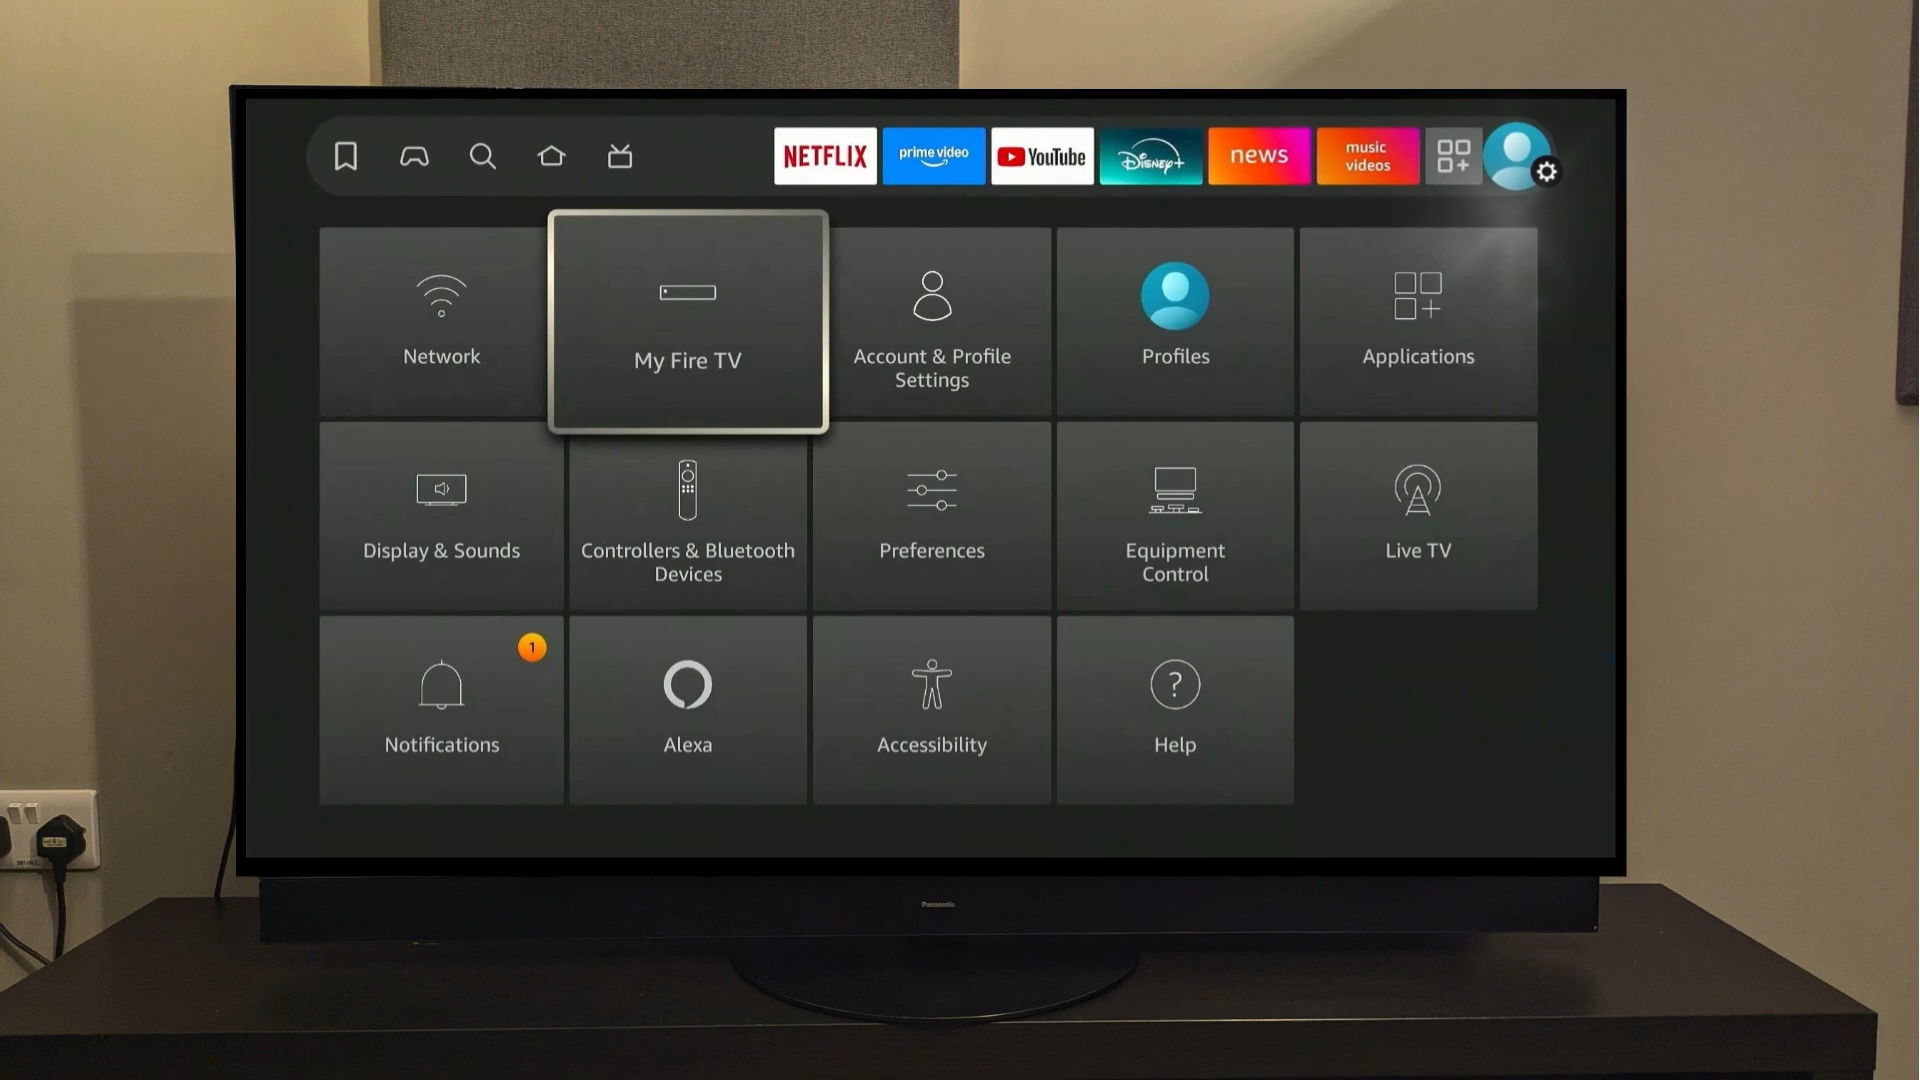 NETFLIX
prime video
YouTube
Disney+
news
music
videos
Network
My Fire TV
Account & Profile
Settings
Profiles
Applications
Display & Sounds
Controllers & Bluetooth
Devices
Preferences
Equipment
Control
Live TV
1
Notifications
Alexa
Accessibility
?
Help
Panasonic